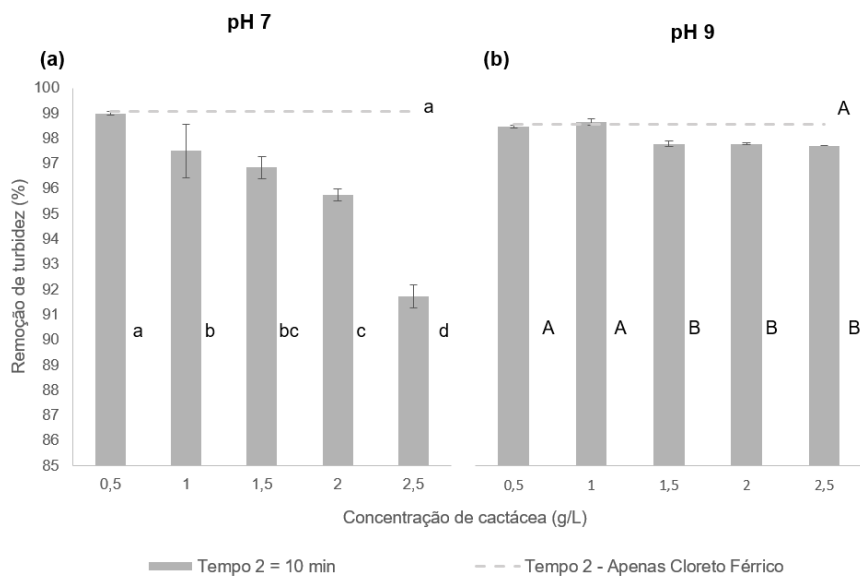 pH 7
pH 9
(a)
(b)
Remoção de turbidez (%)
100
99
98
97
96
95
94
93
92
91
90
89
88
87
86
85
a
a
b
bc
c
d
A
A
A
B
B
B
0,5
1
1,5
2
2,5
0,5
1
1,5
2
2,5
Concentração de cactácea (g/L)
Tempo 2 = 10 min
Tempo 2 - Apenas Cloreto Férrico